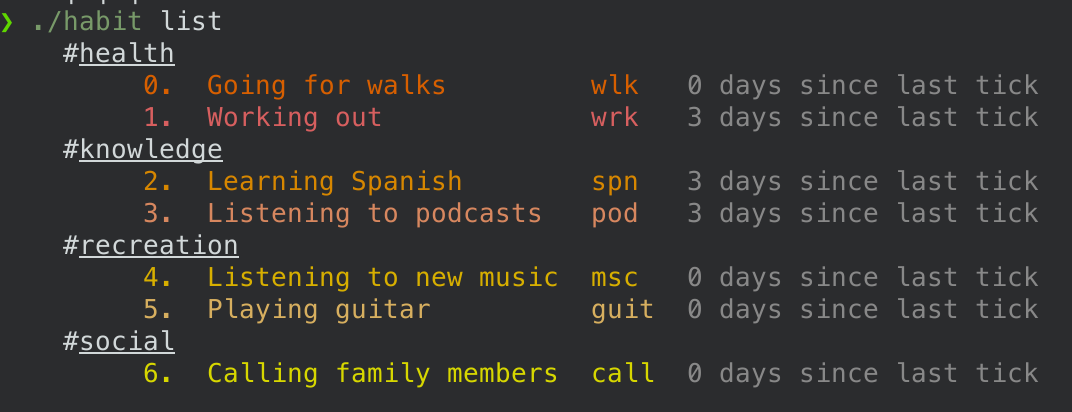 ❯ ./habit list
#health
0. Going for walks wlk 0 days since last tick
1. Working out wrk 3 days since last tick
#knowledge
2. Learning Spanish spn 3 days since last tick
3. Listening to podcasts pod 3 days since last tick
#recreation
4. Listening to new music msc 0 days since last tick
5. Playing guitar guit 0 days since last tick
#social
6. Calling family members call 0 days since last tick